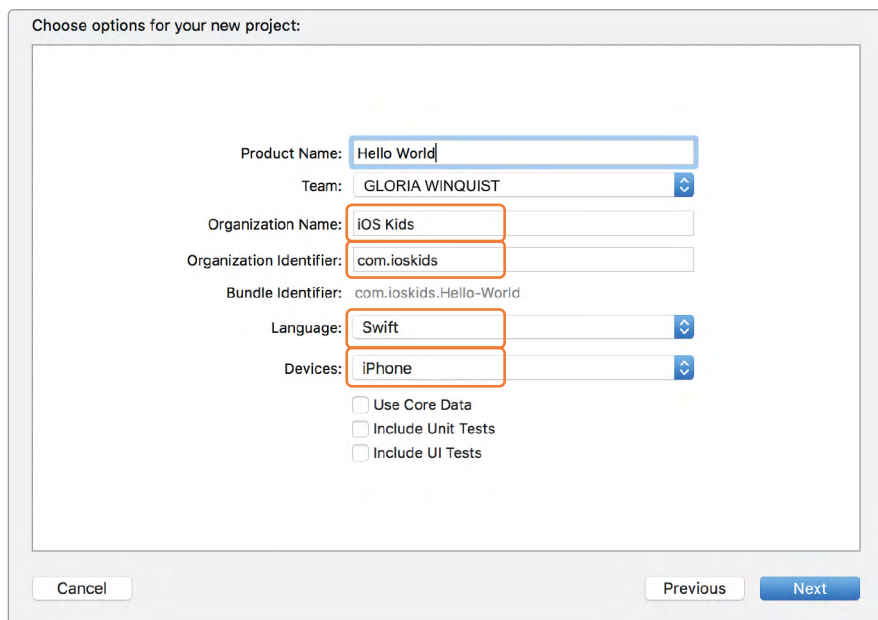 Choose options for your new project:
Product Name: Hello World
Team: GLORIA WINQUIST
Organization Name: iOS Kids
Organization Identifier: com.ioskids
Bundle Identifier: com.ioskids.Hello-World
Language: Swift
Devices: iPhone
Use Core Data
Include Unit Tests
Include UI Tests
Cancel Previous Next